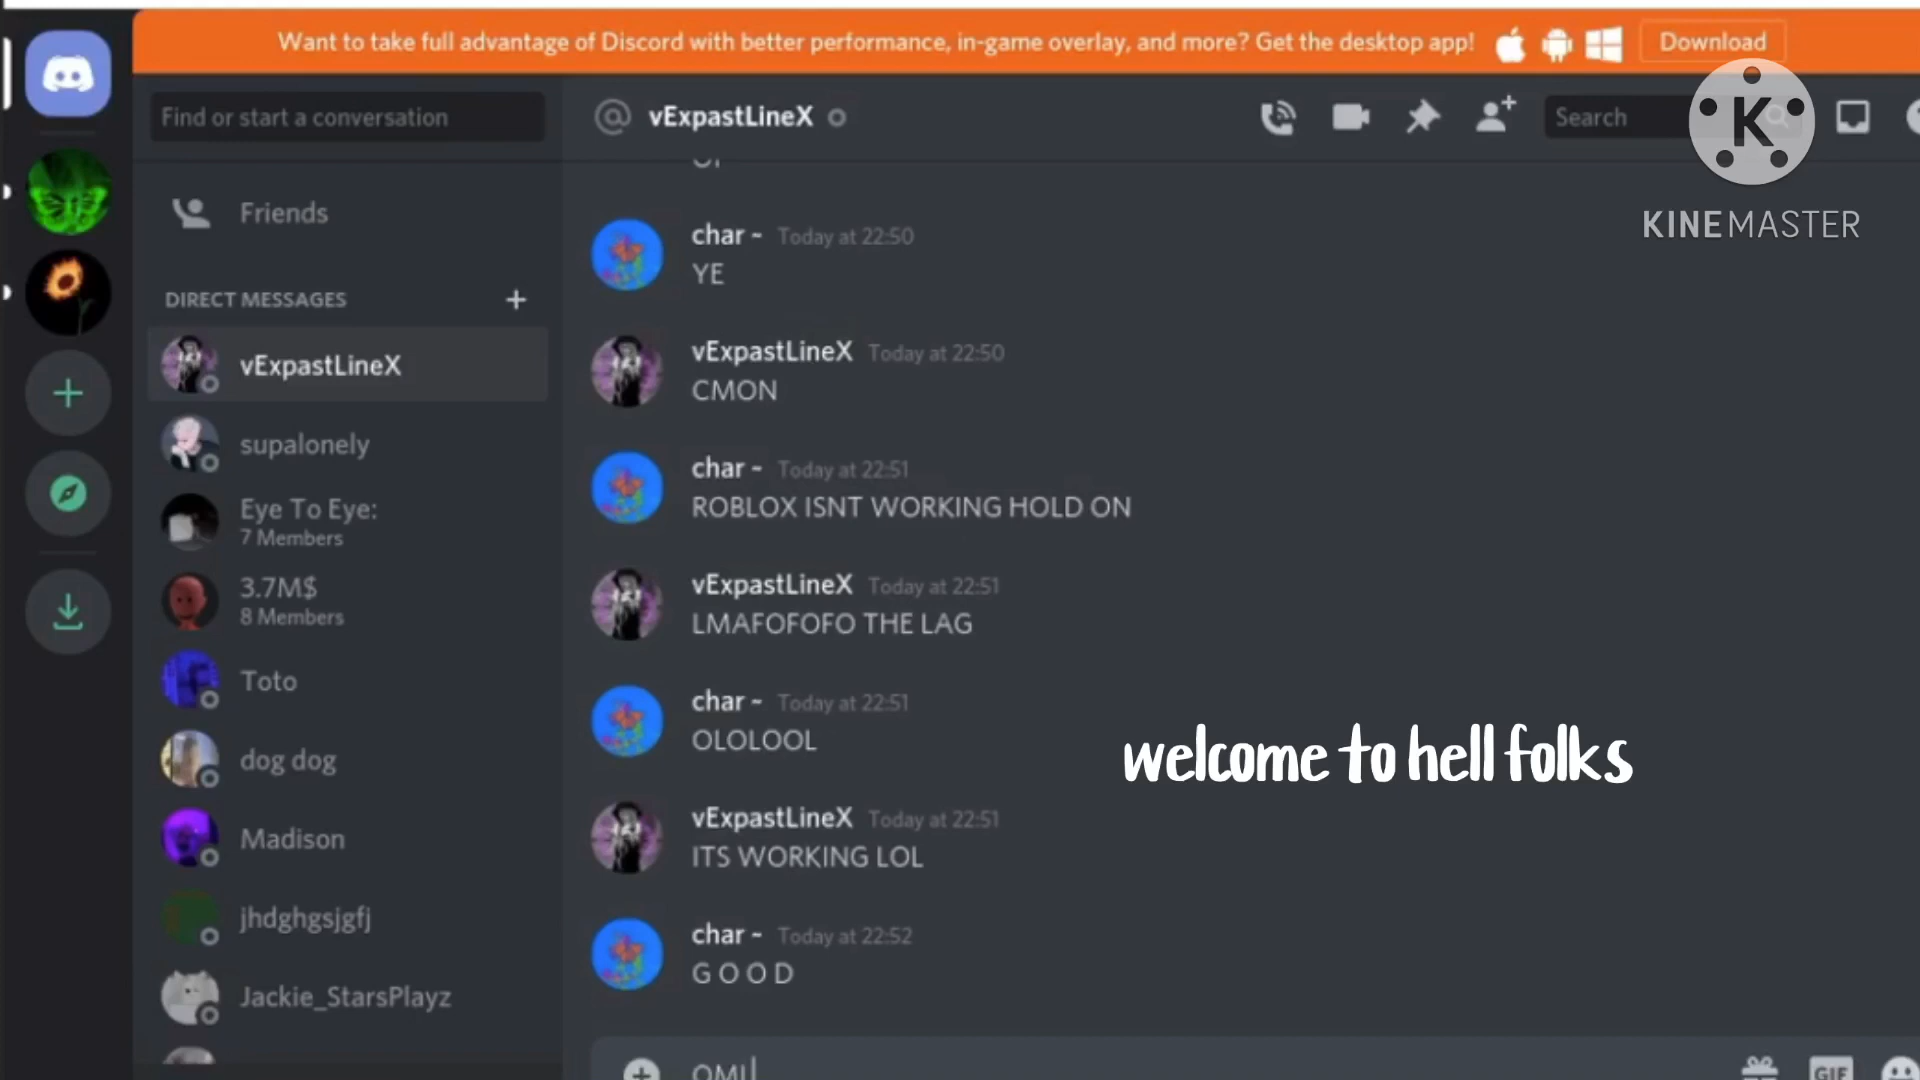 Want to take full advantage of Discord with better performance, in-game overlay, and more? Get the desktop app!
Download
Find or start a conversation
vExpastLineX
Search
K
KINEMASTER
Friends
DIRECT MESSAGES
vExpastLineX
supalonely
Eye To Eye:
7 Members
3.7M$
8 Members
Toto
dog dog
Madison
jhdghgsjgfj
Jackie_StarsPlayz
char ~ Today at 22:50
YE
vExpastLineX Today at 22:50
CMON
char ~ Today at 22:51
ROBLOX ISNT WORKING HOLD ON
vExpastLineX Today at 22:51
LMAFOFOFO THE LAG
char ~ Today at 22:51
OLOLOOL
vExpastLineX Today at 22:51
ITS WORKING LOL
char ~ Today at 22:52
G O O D
welcome to hell folks
GIF